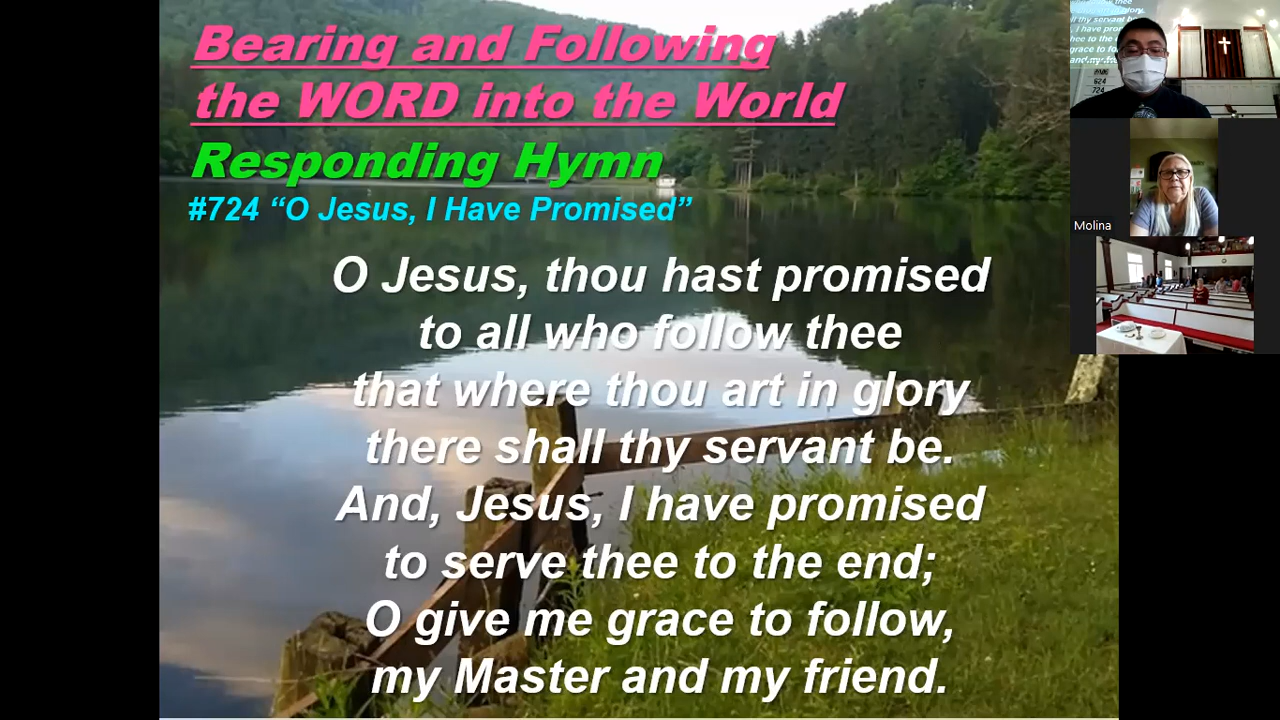 Bearing and Following
the WORD into the World
Responding Hymn
#724 “O Jesus, I Have Promised”
O Jesus, thou hast promised
to all who follow thee
that where thou art in glory
there shall thy servant be.
And, Jesus, I have promised
to serve thee to the end;
O give me grace to follow,
my Master and my friend.
Molina
624
724